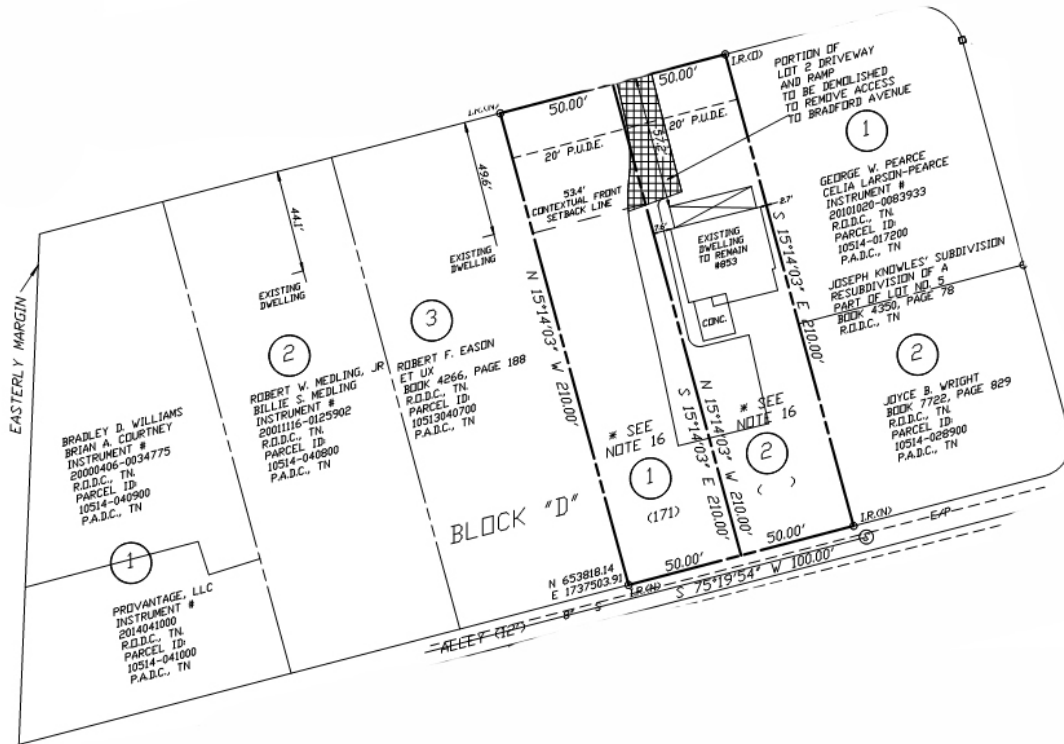 EASTERLY MARGIN
44.1'
EXISTING
DWELLING
49.6'
EXISTING
DWELLING
BRADLEY D. WILLIAMS
BRIAN A. COURTNEY
INSTRUMENT #
20000406-0034775
R.O.D.C., TN.
PARCEL ID:
10514-040900
P.A.D.C., TN
1
PROVANTAGE, LLC
INSTRUMENT #
2014041000
R.O.D.C., TN.
PARCEL ID:
10514-041000
P.A.D.C., TN
2
ROBERT W. MEDLING, JR
BILLIE S. MEDLING
INSTRUMENT #
20011116-0125902
R.O.D.C., TN.
PARCEL ID:
10514-040800
P.A.D.C., TN
3
ROBERT F. EASON
ET UX
BOOK 4266, PAGE 188
R.O.D.C., TN.
PARCEL ID:
10513040700
P.A.D.C., TN
BLOCK "D"
I.R.(N)
50.00'
50.00'
I.R.(O)
20' P.U.D.E.
20' P.U.D.E.
57.2'
53.4'
CONTEXTUAL FRONT
SETBACK LINE
7.6'
2.7'
EXISTING
DWELLING
TO REMAIN
#853
CONC.
N 15°14'03" W 210.00'
S 15°14'03" E 210.00'
N 15°14'03" W 210.00'
S 15°14'03" E 210.00'
* SEE
NOTE 16
1
(171)
* SEE
NOTE 16
2
( )
PORTION OF
LOT 2 DRIVEWAY
AND RAMP
TO BE DEMOLISHED
TO REMOVE ACCESS
TO BRADFORD AVENUE
1
GEORGE W. PEARCE
CELIA LARSON-PEARCE
INSTRUMENT #
20101020-0083933
R.O.D.C., TN.
PARCEL ID:
10514-017200
P.A.D.C., TN
JOSEPH KNOWLES' SUBDIVISION
RESUBDIVISION OF A
PART OF LOT NO. 5
BOOK 4350, PAGE 78
R.O.D.C., TN
2
JOYCE B. WRIGHT
BOOK 7722, PAGE 829
R.O.D.C., TN.
PARCEL ID:
10514-028900
P.A.D.C., TN
N 653818.14
E 1737503.91
50.00'
50.00'
I.R.(N)
I.R.(N)
S 75°19'54" W 100.00'
S
E/P
ALLEY (12')
8" S